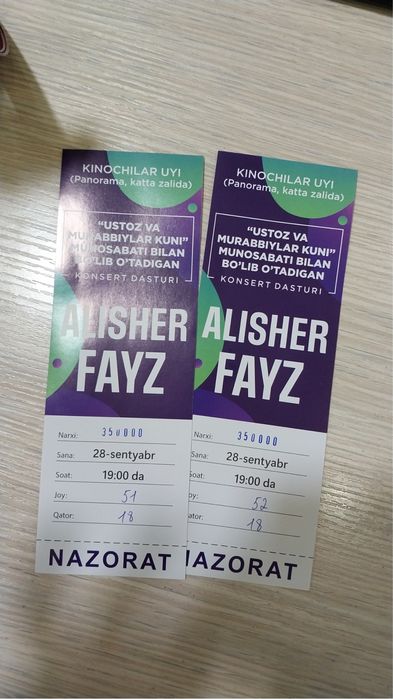 KINOCHILAR UYI
(Panorama, katta zalida)
"USTOZ VA
MURABBIYLAR KUNI"
MUNOSABATI BILAN
BO'LIB O'TADIGAN
KONSERT DASTURI
ALISHER
FAYZ
Narxi: 350000
Sana: 28-sentyabr
Soat: 19:00 da
Joy: 51
Qator: 18
NAZORAT
KINOCHILAR UYI
(Panorama, katta zalida)
"USTOZ VA
MURABBIYLAR KUNI"
MUNOSABATI BILAN
BO'LIB O'TADIGAN
KONSERT DASTURI
ALISHER
FAYZ
Narxi: 350000
Sana: 28-sentyabr
Soat: 19:00 da
Joy: 52
Qator: 18
NAZORAT